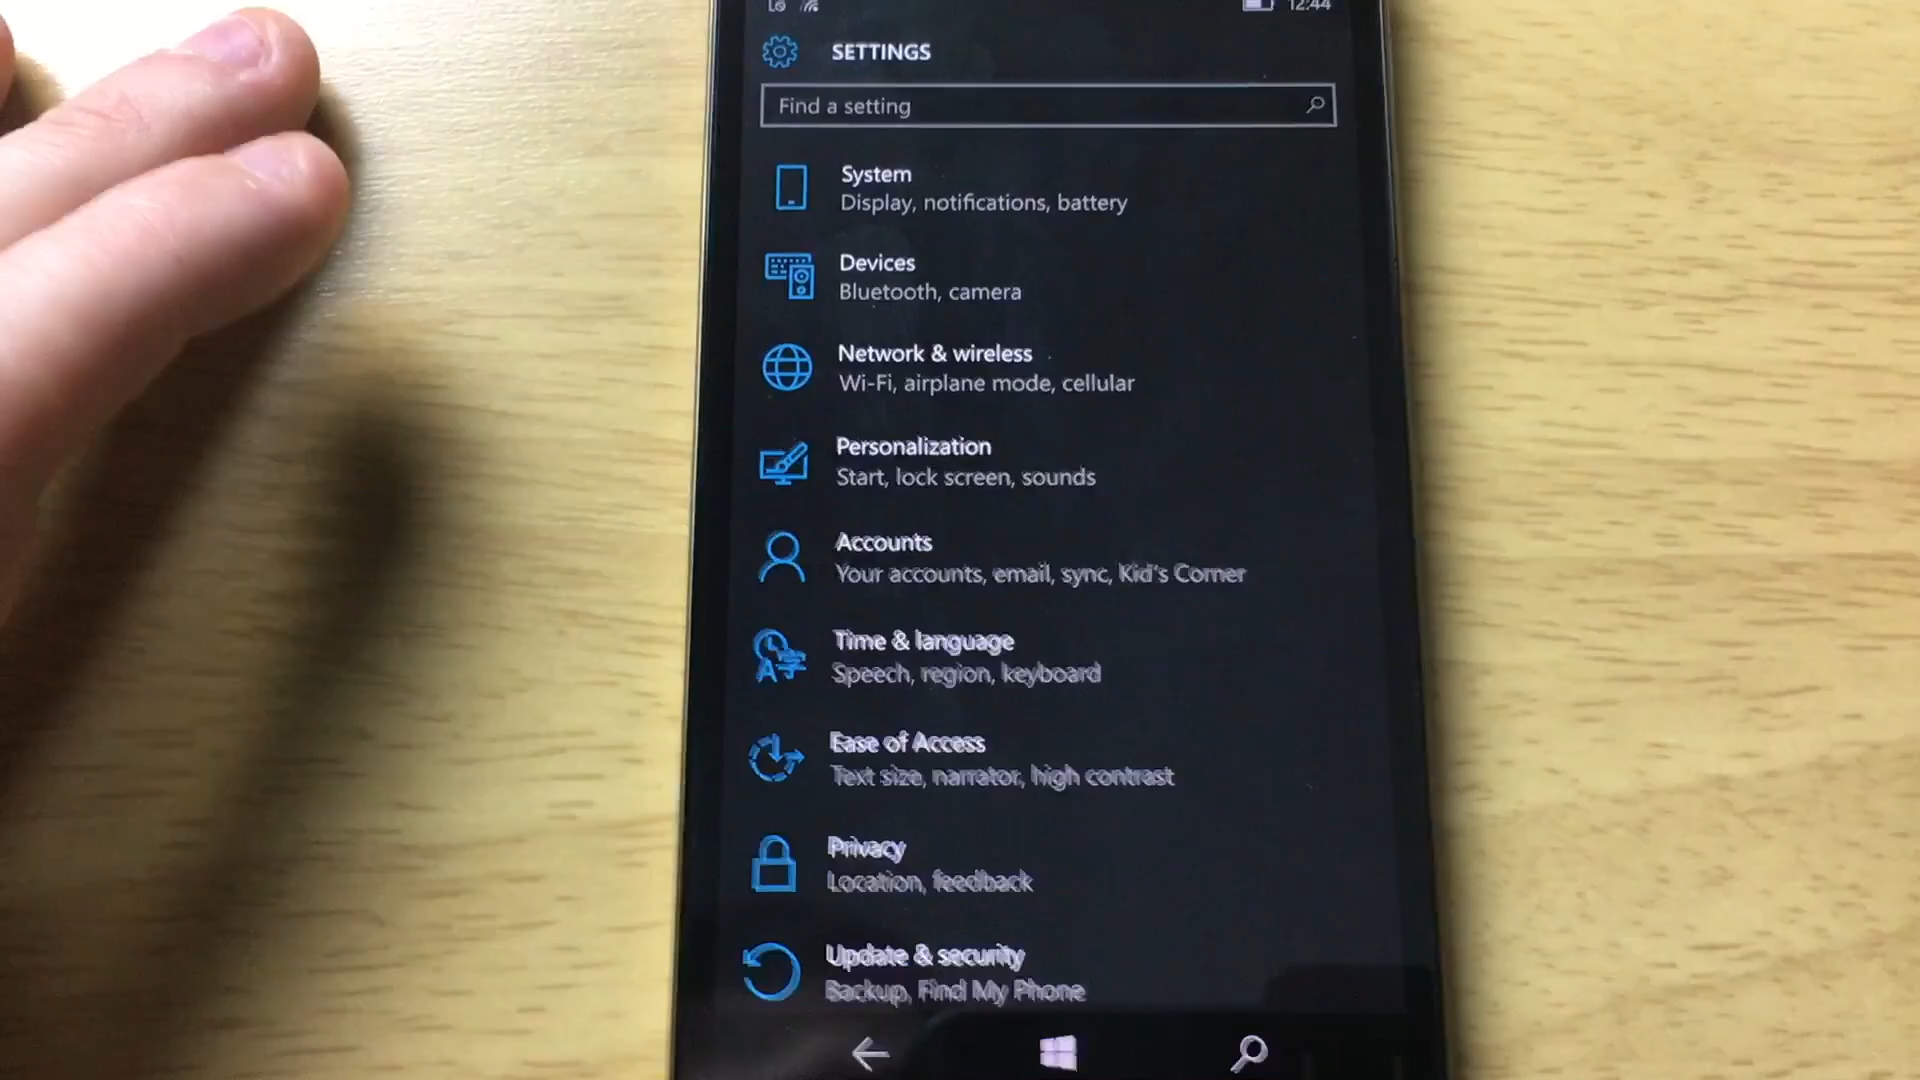 12:44
SETTINGS
Find a setting
System
Display, notifications, battery
Devices
Bluetooth, camera
Network & wireless
Wi-Fi, airplane mode, cellular
Personalization
Start, lock screen, sounds
Accounts
Your accounts, email, sync, Kid's Corner
Time & language
Speech, region, keyboard
Ease of Access
Text size, narrator, high contrast
Privacy
Location, feedback
Update & security
Backup, Find My Phone